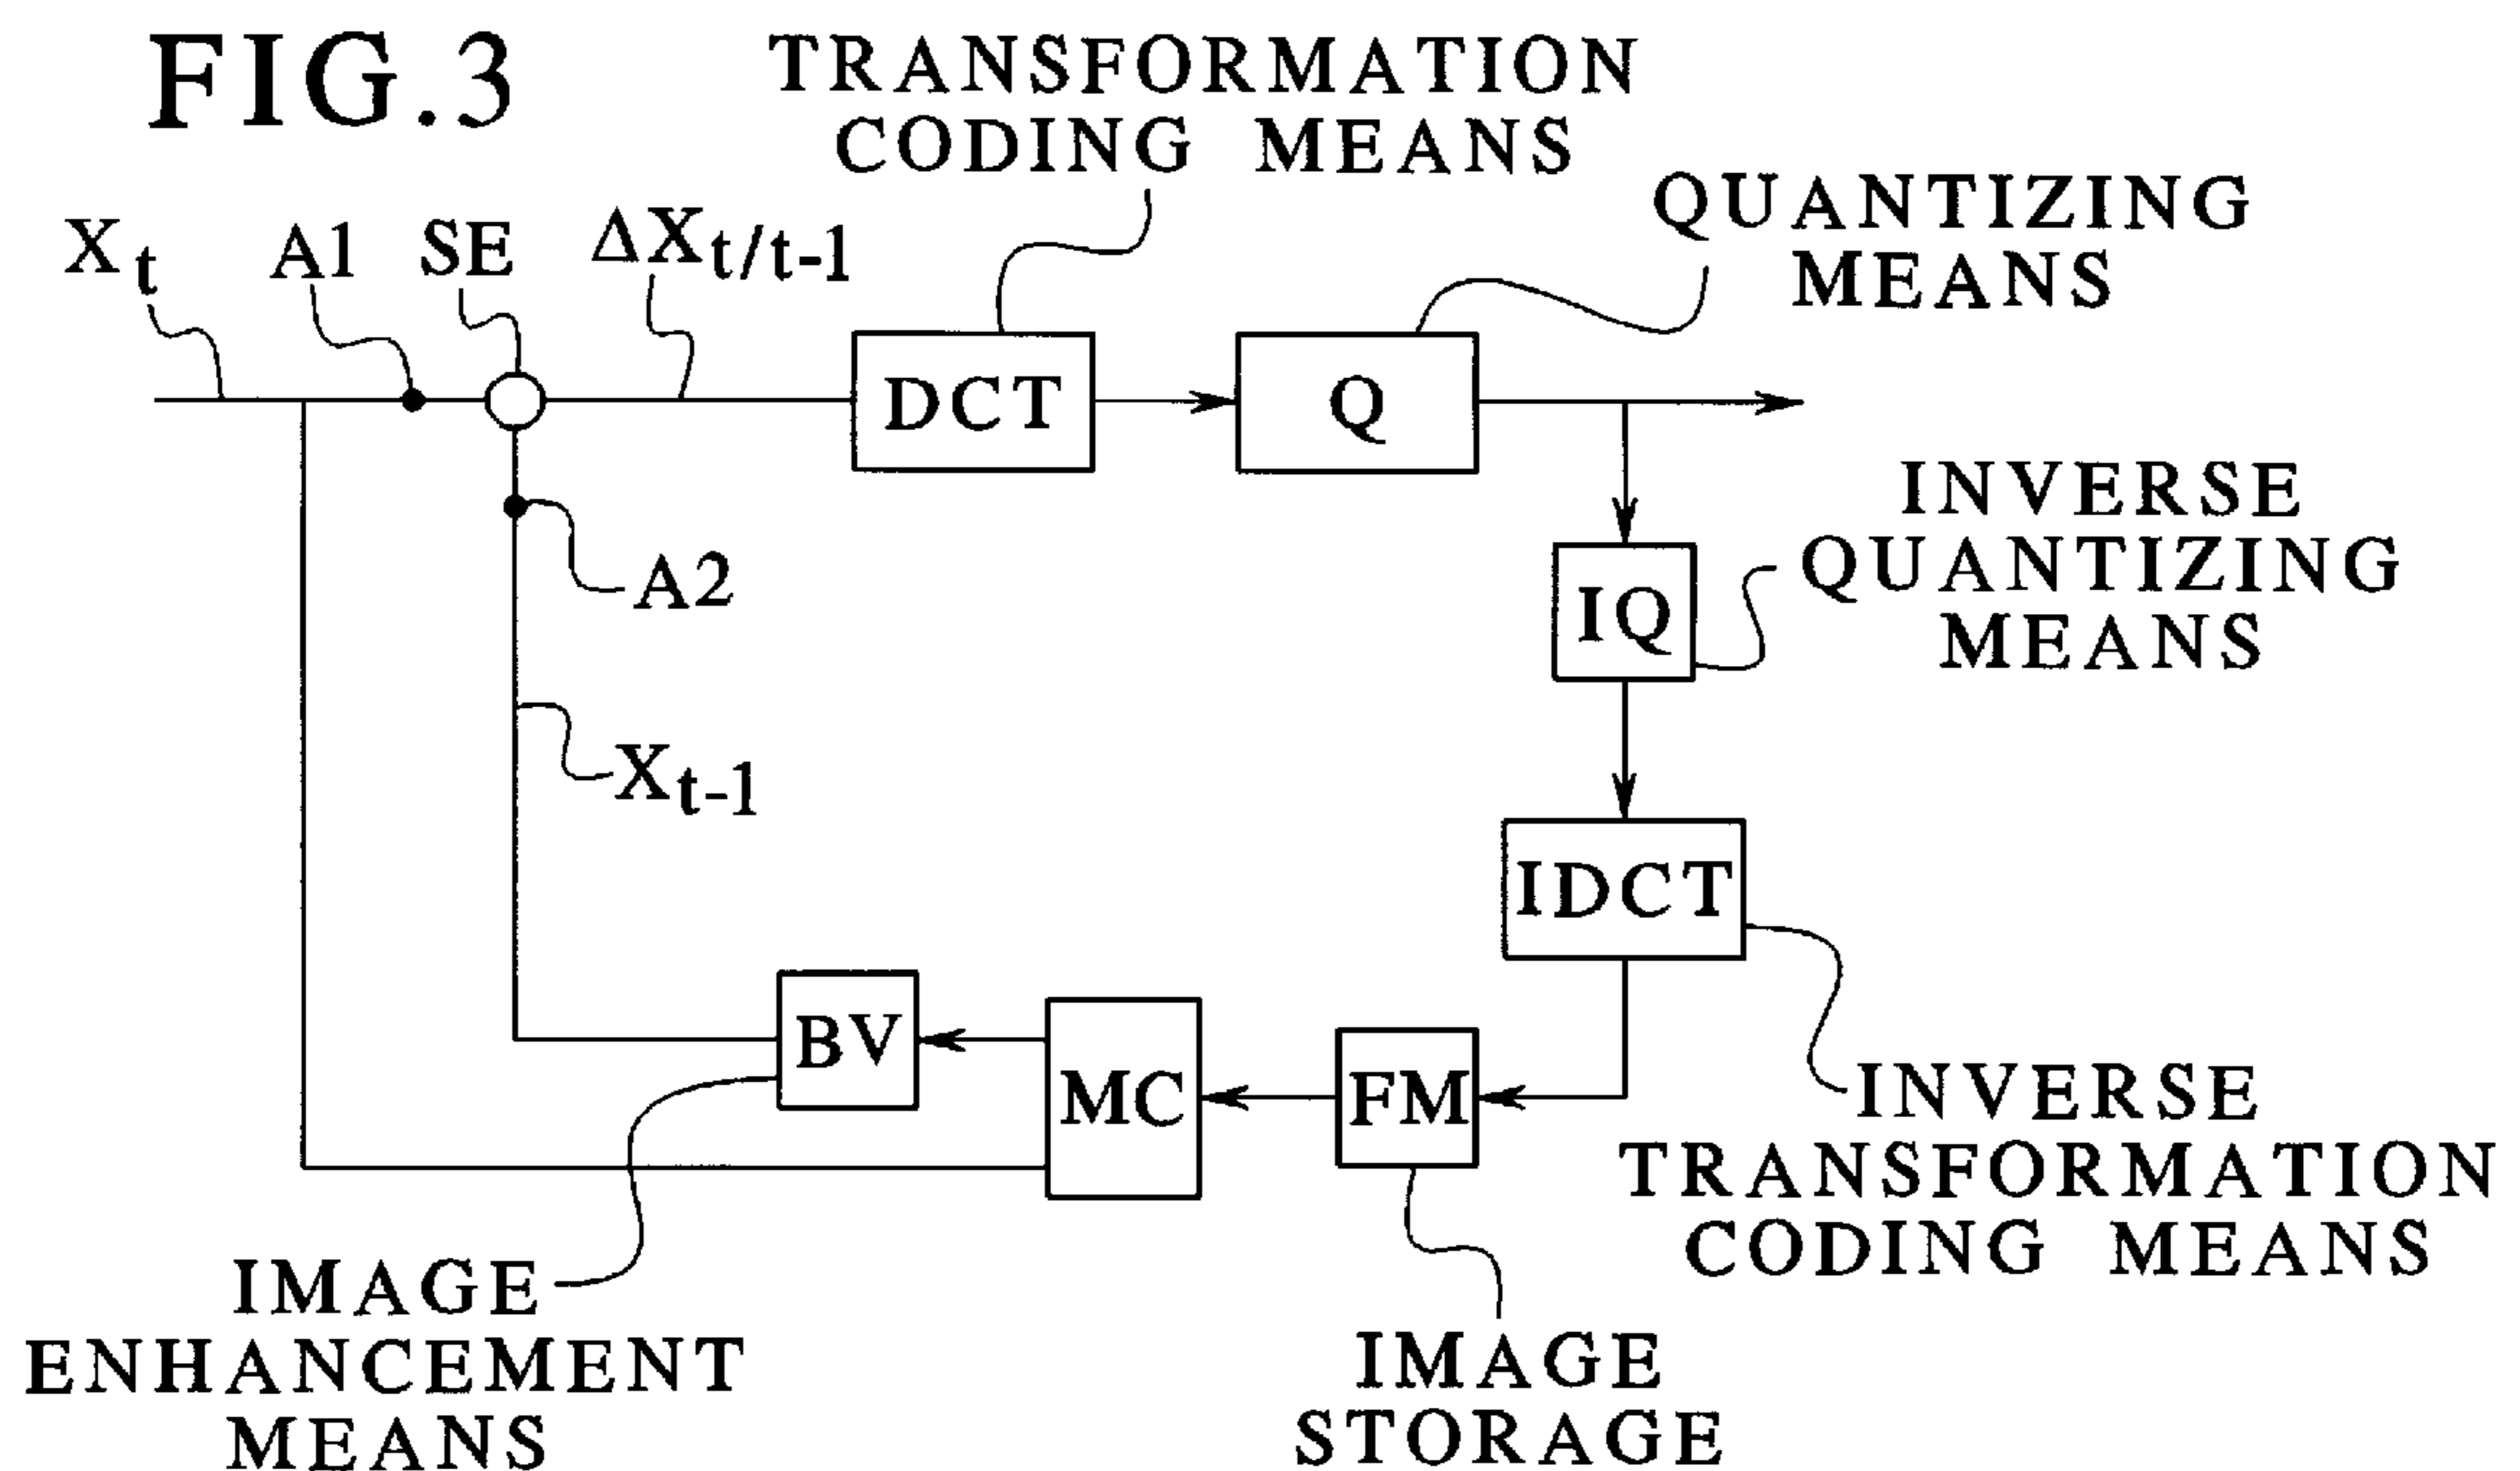 FIG.3
TRANSFORMATION
CODING MEANS
QUANTIZING
MEANS
Xt
A1
SE
ΔXt/t-1
DCT
Q
A2
INVERSE
QUANTIZING
MEANS
IQ
Xt-1
IDCT
BV
MC
FM
INVERSE
TRANSFORMATION
CODING MEANS
IMAGE
ENHANCEMENT
MEANS
IMAGE
STORAGE